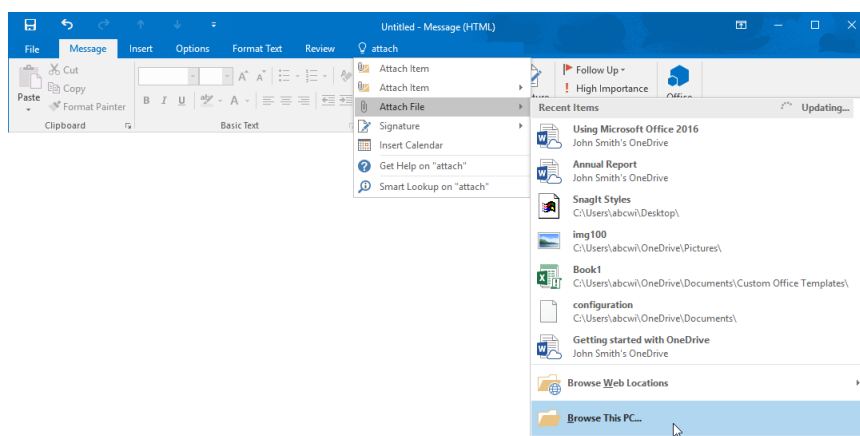 Untitled - Message (HTML)
File Message Insert Options Format Text Review attach
Paste
Cut
Copy
Format Painter
Clipboard
B I U
Basic Text
Attach Item
Attach Item
Attach File
Signature
Insert Calendar
Get Help on "attach"
Smart Lookup on "attach"
Follow Up
High Importance
Recent Items Updating...
Using Microsoft Office 2016
John Smith's OneDrive
Annual Report
John Smith's OneDrive
SnagIt Styles
C:\Users\abcwi\Desktop\
img100
C:\Users\abcwi\OneDrive\Pictures\
Book1
C:\Users\abcwi\OneDrive\Documents\Custom Office Templates\
configuration
C:\Users\abcwi\OneDrive\Documents\
Getting started with OneDrive
John Smith's OneDrive
Browse Web Locations
Browse This PC...